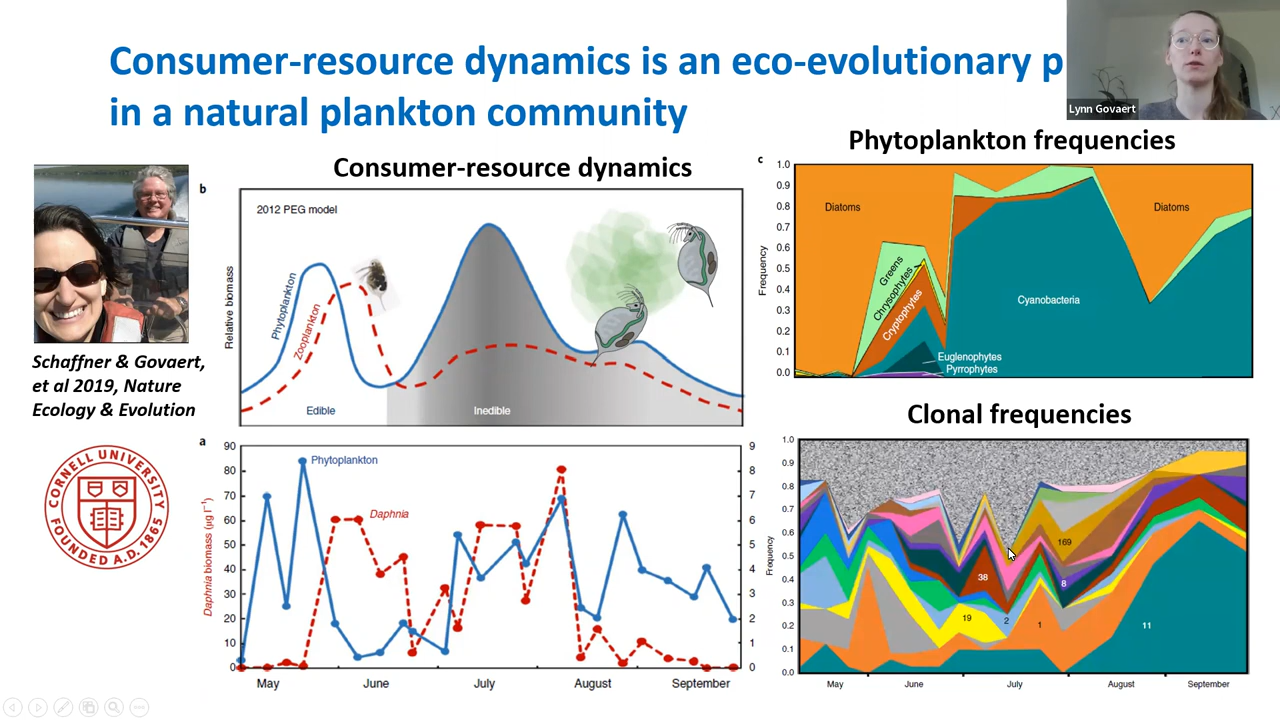 Consumer-resource dynamics is an eco-evolutionary p
in a natural plankton community
Lynn Govaert
Consumer-resource dynamics
b
2012 PEG model
Relative biomass
Phytoplankton
Zooplankton
Edible
Inedible
Schaffner & Govaert,
et al 2019, Nature
Ecology & Evolution
CORNELL UNIVERSITY
FOUNDED A.D. 1865
a
Phytoplankton
Daphnia
Daphnia biomass (µg l⁻¹)
90
80
70
60
50
40
30
20
10
0
9
8
7
6
5
4
3
2
1
0
May June July August September
Phytoplankton frequencies
c
Frequency
1.0
0.9
0.8
0.7
0.6
0.5
0.4
0.3
0.2
0.1
0.0
Diatoms
Diatoms
Greens
Chrysophytes
Cryptophytes
Cyanobacteria
Euglenophytes
Pyrrophytes
Clonal frequencies
Frequency
1.0
0.9
0.8
0.7
0.6
0.5
0.4
0.3
0.2
0.1
0.0
169
38
8
19
2
1
11
May June July August September